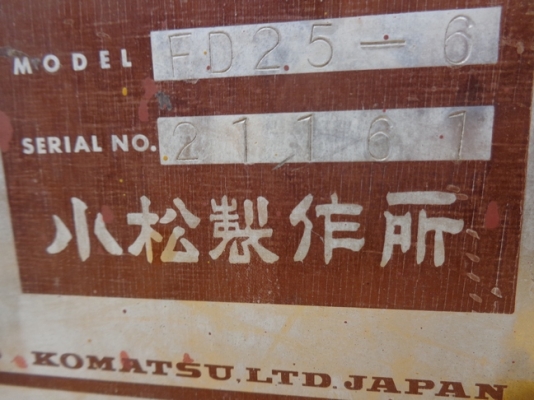 MODEL FD25-6
SERIAL NO. 21161
小松製作所
KOMATSU, LTD. JAPAN